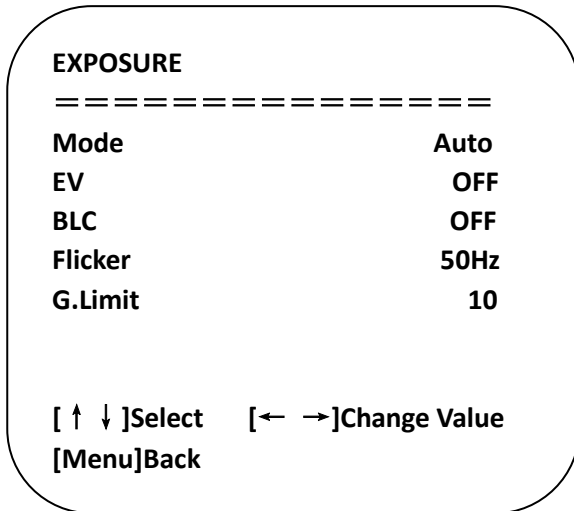 EXPOSURE
===============
Mode Auto
EV OFF
BLC OFF
Flicker 50Hz
G.Limit 10
[↑ ↓]Select [← →]Change Value
[Menu]Back